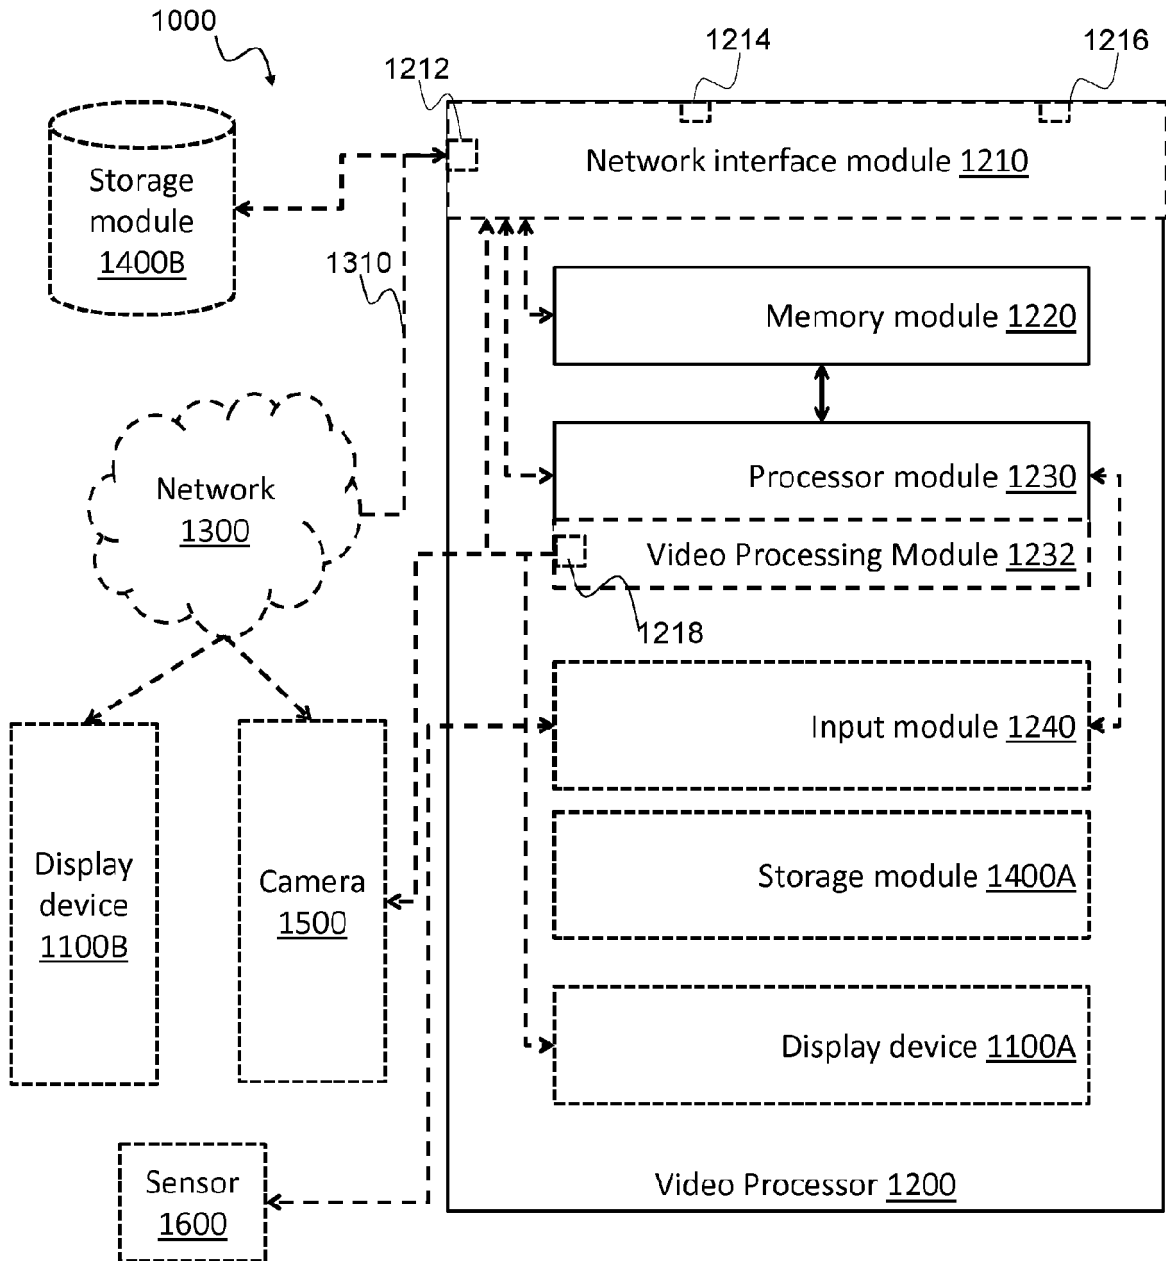 1000
1214
1216
1212
Network interface module 1210
Storage
module
1400B
1310
Memory module 1220
Network
1300
Processor module 1230
Video Processing Module 1232
1218
Input module 1240
Display
device
1100B
Camera
1500
Storage module 1400A
Display device 1100A
Sensor
1600
Video Processor 1200